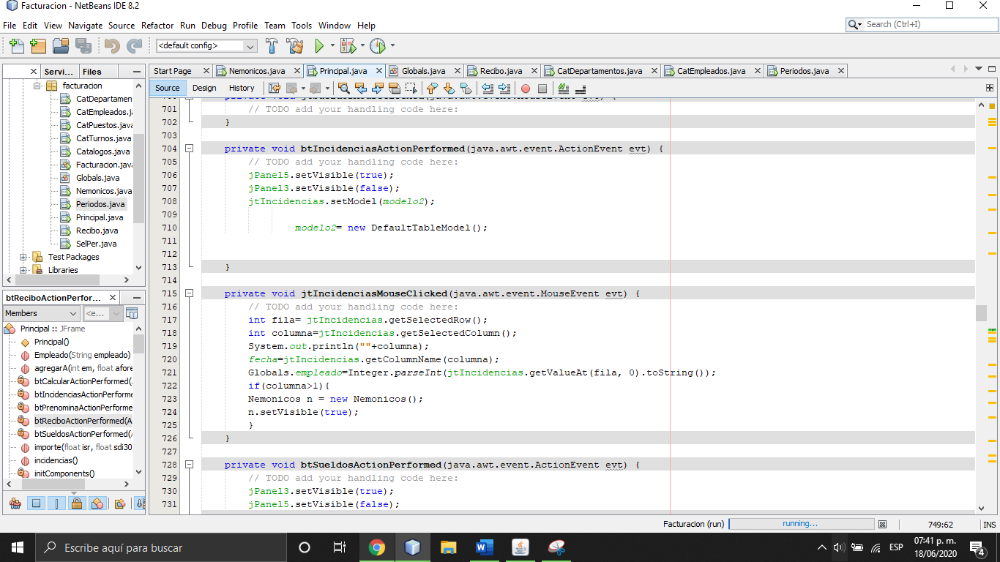 Facturacion - NetBeans IDE 8.2
File Edit View Navigate Source Refactor Run Debug Profile Team Tools Window Help
Search (Ctrl+I)
<default config>
Servi... Files
Start Page Nemonicos.java Principal.java Globals.java Recibo.java CatDepartamentos.java CatEmpleados.java Periodos.java
Source Design History
facturacion
CatDepartamen
CatEmpleados.ja
CatPuestos.java
CatTurnos.java
Catalogos.java
Facturacion.java
Globals.java
Nemonicos.java
Periodos.java
Principal.java
Recibo.java
SelPer.java
Test Packages
Libraries
btReciboActionPerfor...
Members <e...
Principal :: JFrame
Principal()
Empleado(String empleado)
agregarA(int em, float afore
btCalcularActionPerformed(
btIncidenciasActionPerforme
btPrenominaActionPerforme
btReciboActionPerformed(A
btSueldosActionPerformed(
importe(float isr, float sdi30
incidencias()
initComponents()
701 // TODO add your handling code here:
702 }
703
704 private void btIncidenciasActionPerformed(java.awt.event.ActionEvent evt) {
705 // TODO add your handling code here:
706 jPanel5.setVisible(true);
707 jPanel3.setVisible(false);
708 jtIncidencias.setModel(modelo2);
709
710 modelo2= new DefaultTableModel();
711
712
713 }
714
715 private void jtIncidenciasMouseClicked(java.awt.event.MouseEvent evt) {
716 // TODO add your handling code here:
717 int fila= jtIncidencias.getSelectedRow();
718 int columna=jtIncidencias.getSelectedColumn();
719 System.out.println(""+columna);
720 fecha=jtIncidencias.getColumnName(columna);
721 Globals.empleado=Integer.parseInt(jtIncidencias.getValueAt(fila, 0).toString());
722 if(columna>1){
723 Nemonicos n = new Nemonicos();
724 n.setVisible(true);
725 }
726 }
727
728 private void btSueldosActionPerformed(java.awt.event.ActionEvent evt) {
729 // TODO add your handling code here:
730 jPanel3.setVisible(true);
731 jPanel5.setVisible(false);
Facturacion (run) running... 749:62 INS
Escribe aquí para buscar
ESP
07:41 p. m.
18/06/2020
4